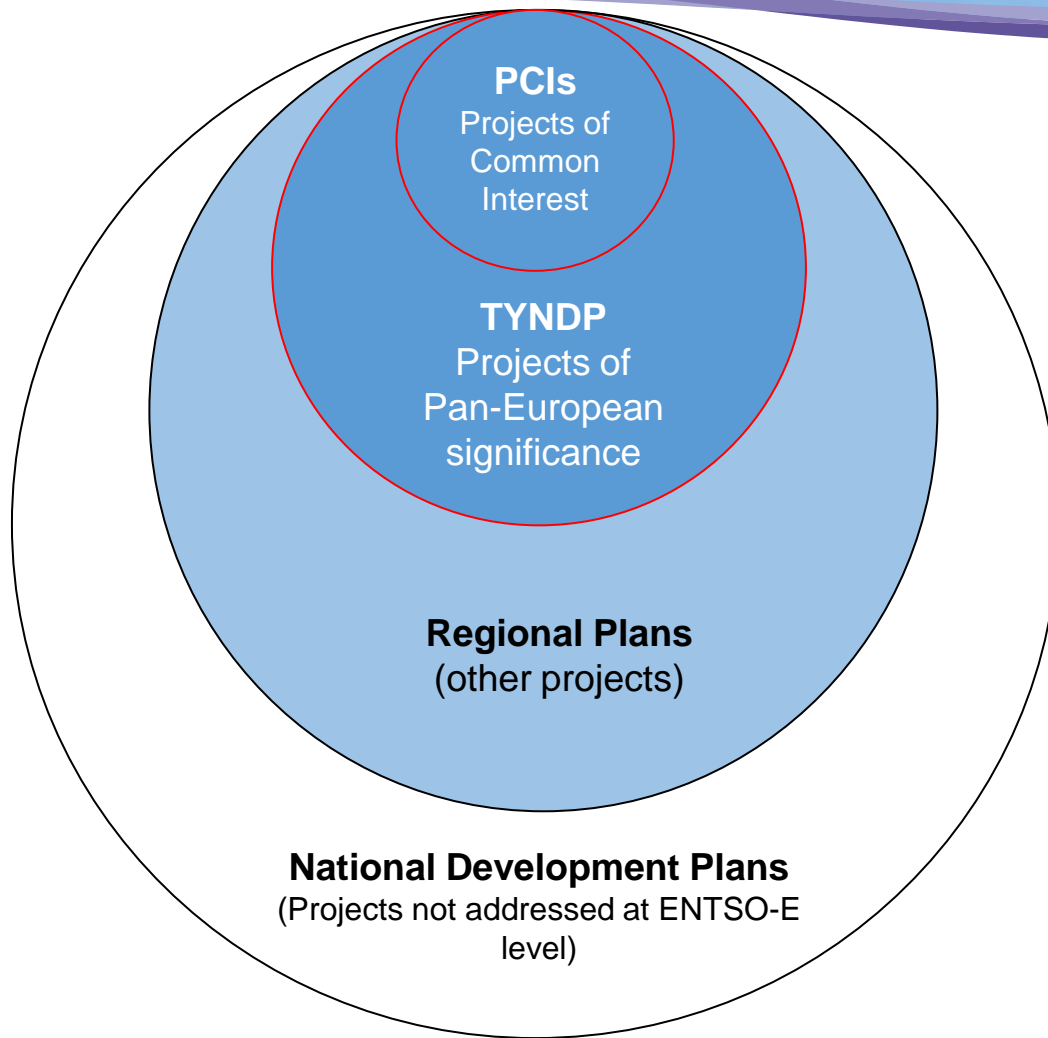 PCIs
Projects of
Common
Interest
TYNDP
Projects of
Pan-European
significance
Regional Plans
(other projects)
National Development Plans
(Projects not addressed at ENTSO-E
level)